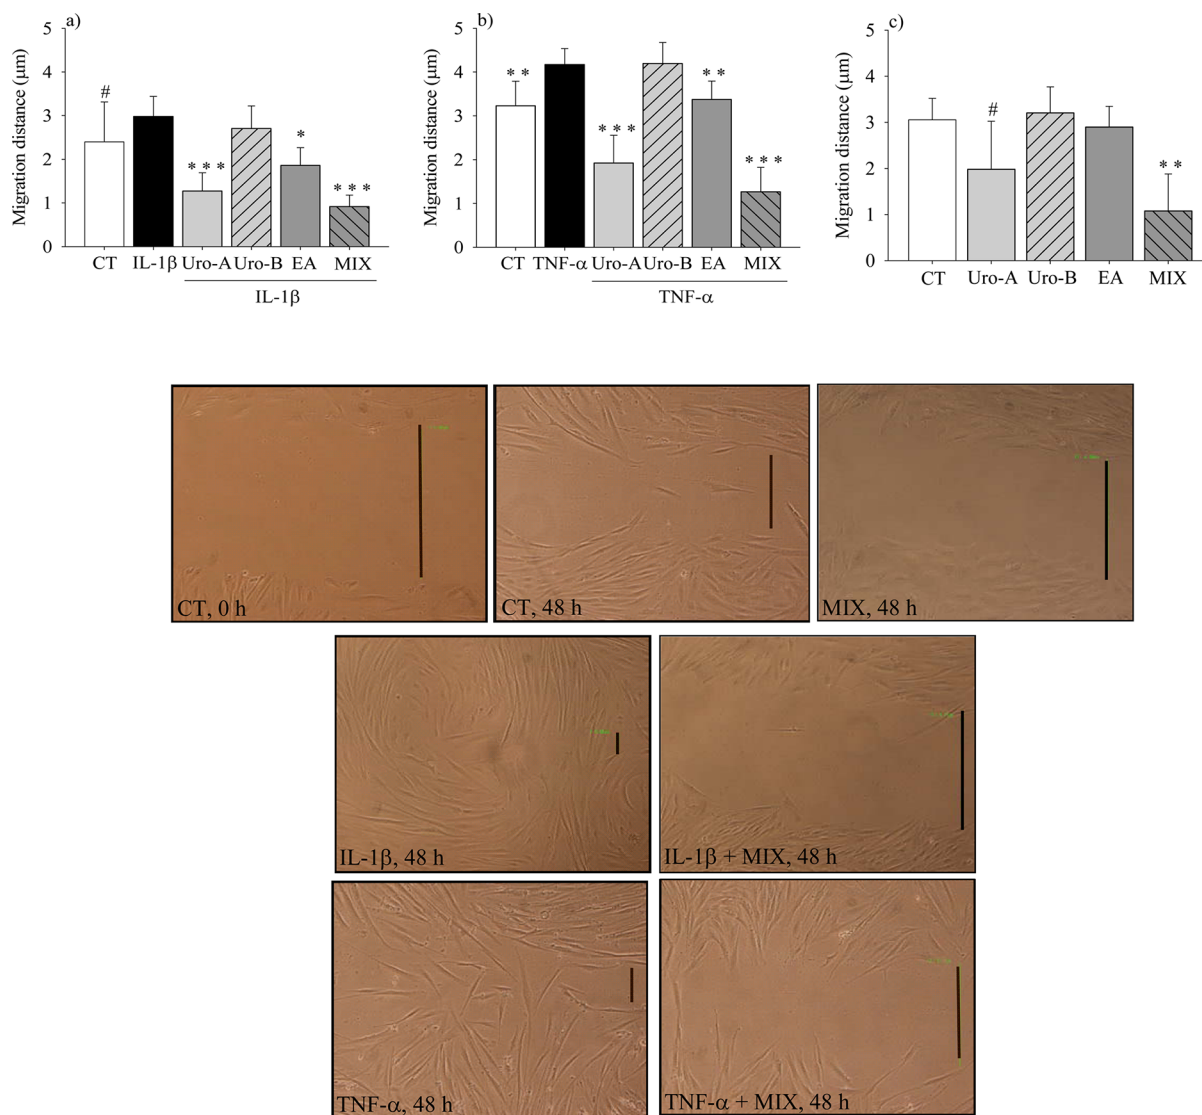 a)
Migration distance (μm)
5
4
3
2
1
0
#
* * *
*
* * *
CT IL-1β Uro-A Uro-B EA MIX
IL-1β
b)
Migration distance (μm)
5
4
3
2
1
0
* *
* * *
* *
* * *
CT TNF-α Uro-A Uro-B EA MIX
TNF-α
c)
Migration distance (μm)
5
4
3
2
1
0
#
* *
CT Uro-A Uro-B EA MIX
CT, 0 h
CT, 48 h
MIX, 48 h
IL-1β, 48 h
IL-1β + MIX, 48 h
TNF-α, 48 h
TNF-α + MIX, 48 h